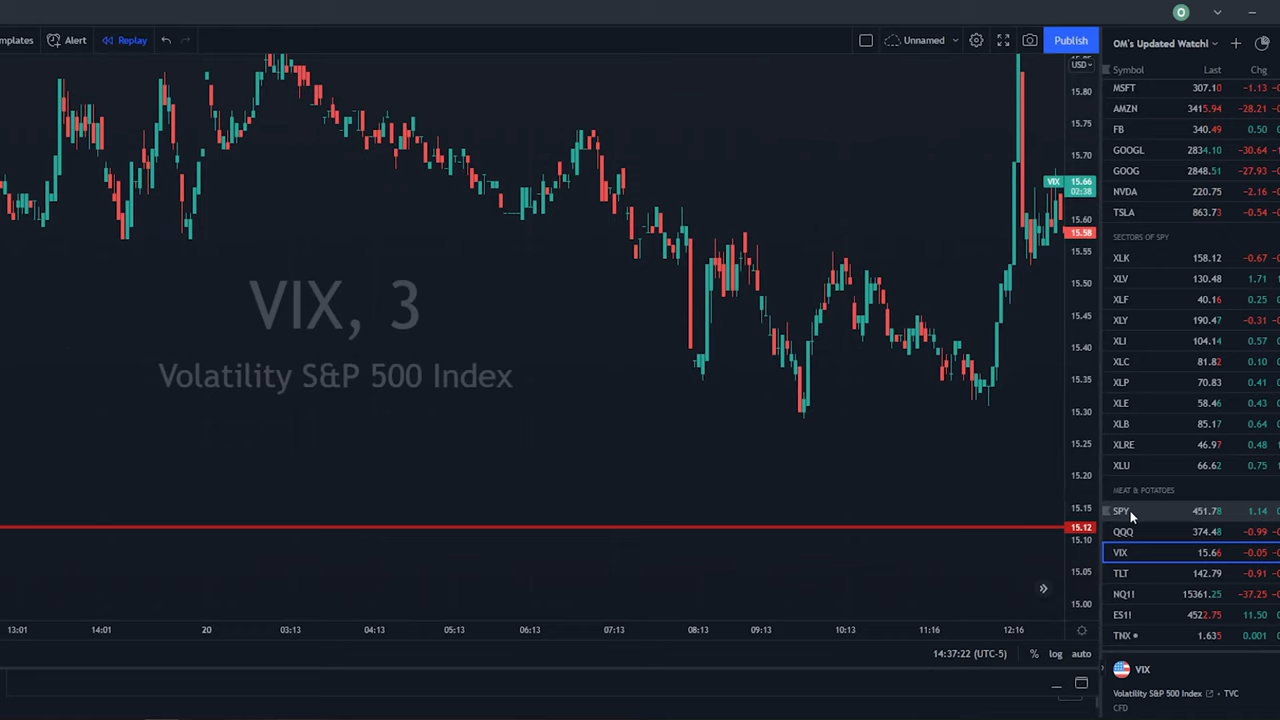 O
mplates Alert Replay Unnamed Publish
OM's Updated Watchl
USD
15.80
15.75
15.70
VIX 15.66
02:38
15.60
15.58
15.55
15.50
15.45
15.40
15.35
15.30
15.25
15.20
15.15
15.12
15.10
15.05
15.00
VIX, 3
Volatility S&P 500 Index
13:01 14:01 20 03:13 04:13 05:13 06:13 07:13 08:13 09:13 10:13 11:16 12:16
14:37:22 (UTC-5) % log auto
Symbol Last Chg
MSFT 307.10 −1.13
AMZN 3415.94 −28.21
FB 340.49 0.50
GOOGL 2834.10 −30.64
GOOG 2848.51 −27.93
NVDA 220.75 −2.16
TSLA 863.73 −0.54
SECTORS OF SPY
XLK 158.12 −0.67
XLV 130.48 1.71
XLF 40.16 0.25
XLY 190.47 −0.31
XLI 104.14 0.57
XLC 81.82 0.10
XLP 70.83 0.41
XLE 58.46 0.43
XLB 85.17 0.64
XLRE 46.97 0.48
XLU 66.62 0.75
MEAT & POTATOES
SPY 451.78 1.14
QQQ 374.48 −0.99
VIX 15.66 −0.05
TLT 142.79 −0.91
NQ1! 15361.25 −37.25
ES1! 4522.75 11.50
TNX 1.635 0.001
VIX
Volatility S&P 500 Index • TVC
CFD